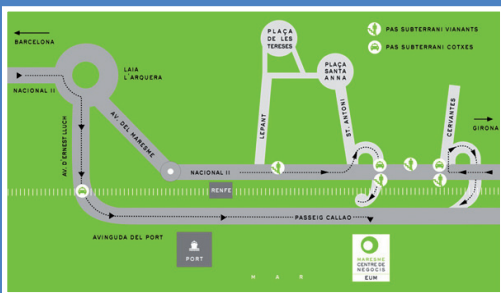 BARCELONA
NACIONAL II
LAIA
L'ARQUERA
PLAÇA
DE LES
TERESES
PLAÇA
SANTA
ANNA
PAS SUBTERRANI VIANANTS
PAS SUBTERRANI COTXES
AV. D'ERNEST LLUCH
AV. DEL MARESME
LEPANT
ST. ANTONI
CERVANTES
GIRONA
NACIONAL II
RENFE
PASSEIG CALLAO
AVINGUDA DEL PORT
PORT
MARESME
CENTRE DE
NEGOCIS
EUM
M A R